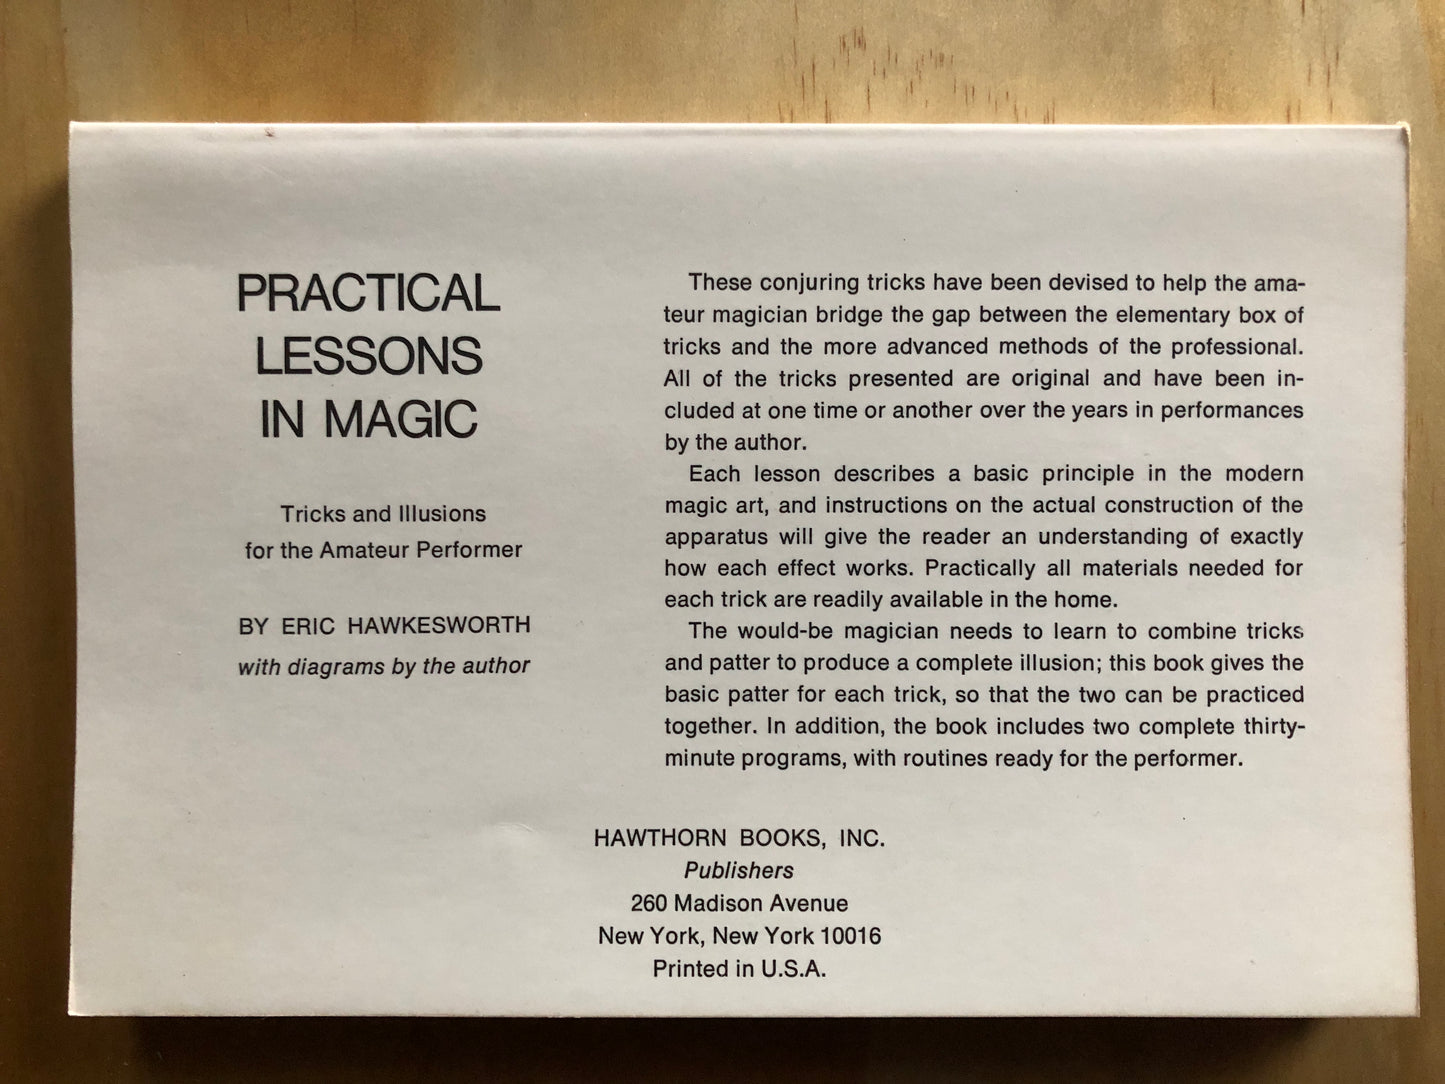 PRACTICAL
LESSONS
IN MAGIC
Tricks and Illusions
for the Amateur Performer
BY ERIC HAWKESWORTH
with diagrams by the author
These conjuring tricks have been devised to help the ama-
teur magician bridge the gap between the elementary box of
tricks and the more advanced methods of the professional.
All of the tricks presented are original and have been in-
cluded at one time or another over the years in performances
by the author.
Each lesson describes a basic principle in the modern
magic art, and instructions on the actual construction of the
apparatus will give the reader an understanding of exactly
how each effect works. Practically all materials needed for
each trick are readily available in the home.
The would-be magician needs to learn to combine tricks
and patter to produce a complete illusion; this book gives the
basic patter for each trick, so that the two can be practiced
together. In addition, the book includes two complete thirty-
minute programs, with routines ready for the performer.
HAWTHORN BOOKS, INC.
Publishers
260 Madison Avenue
New York, New York 10016
Printed in U.S.A.